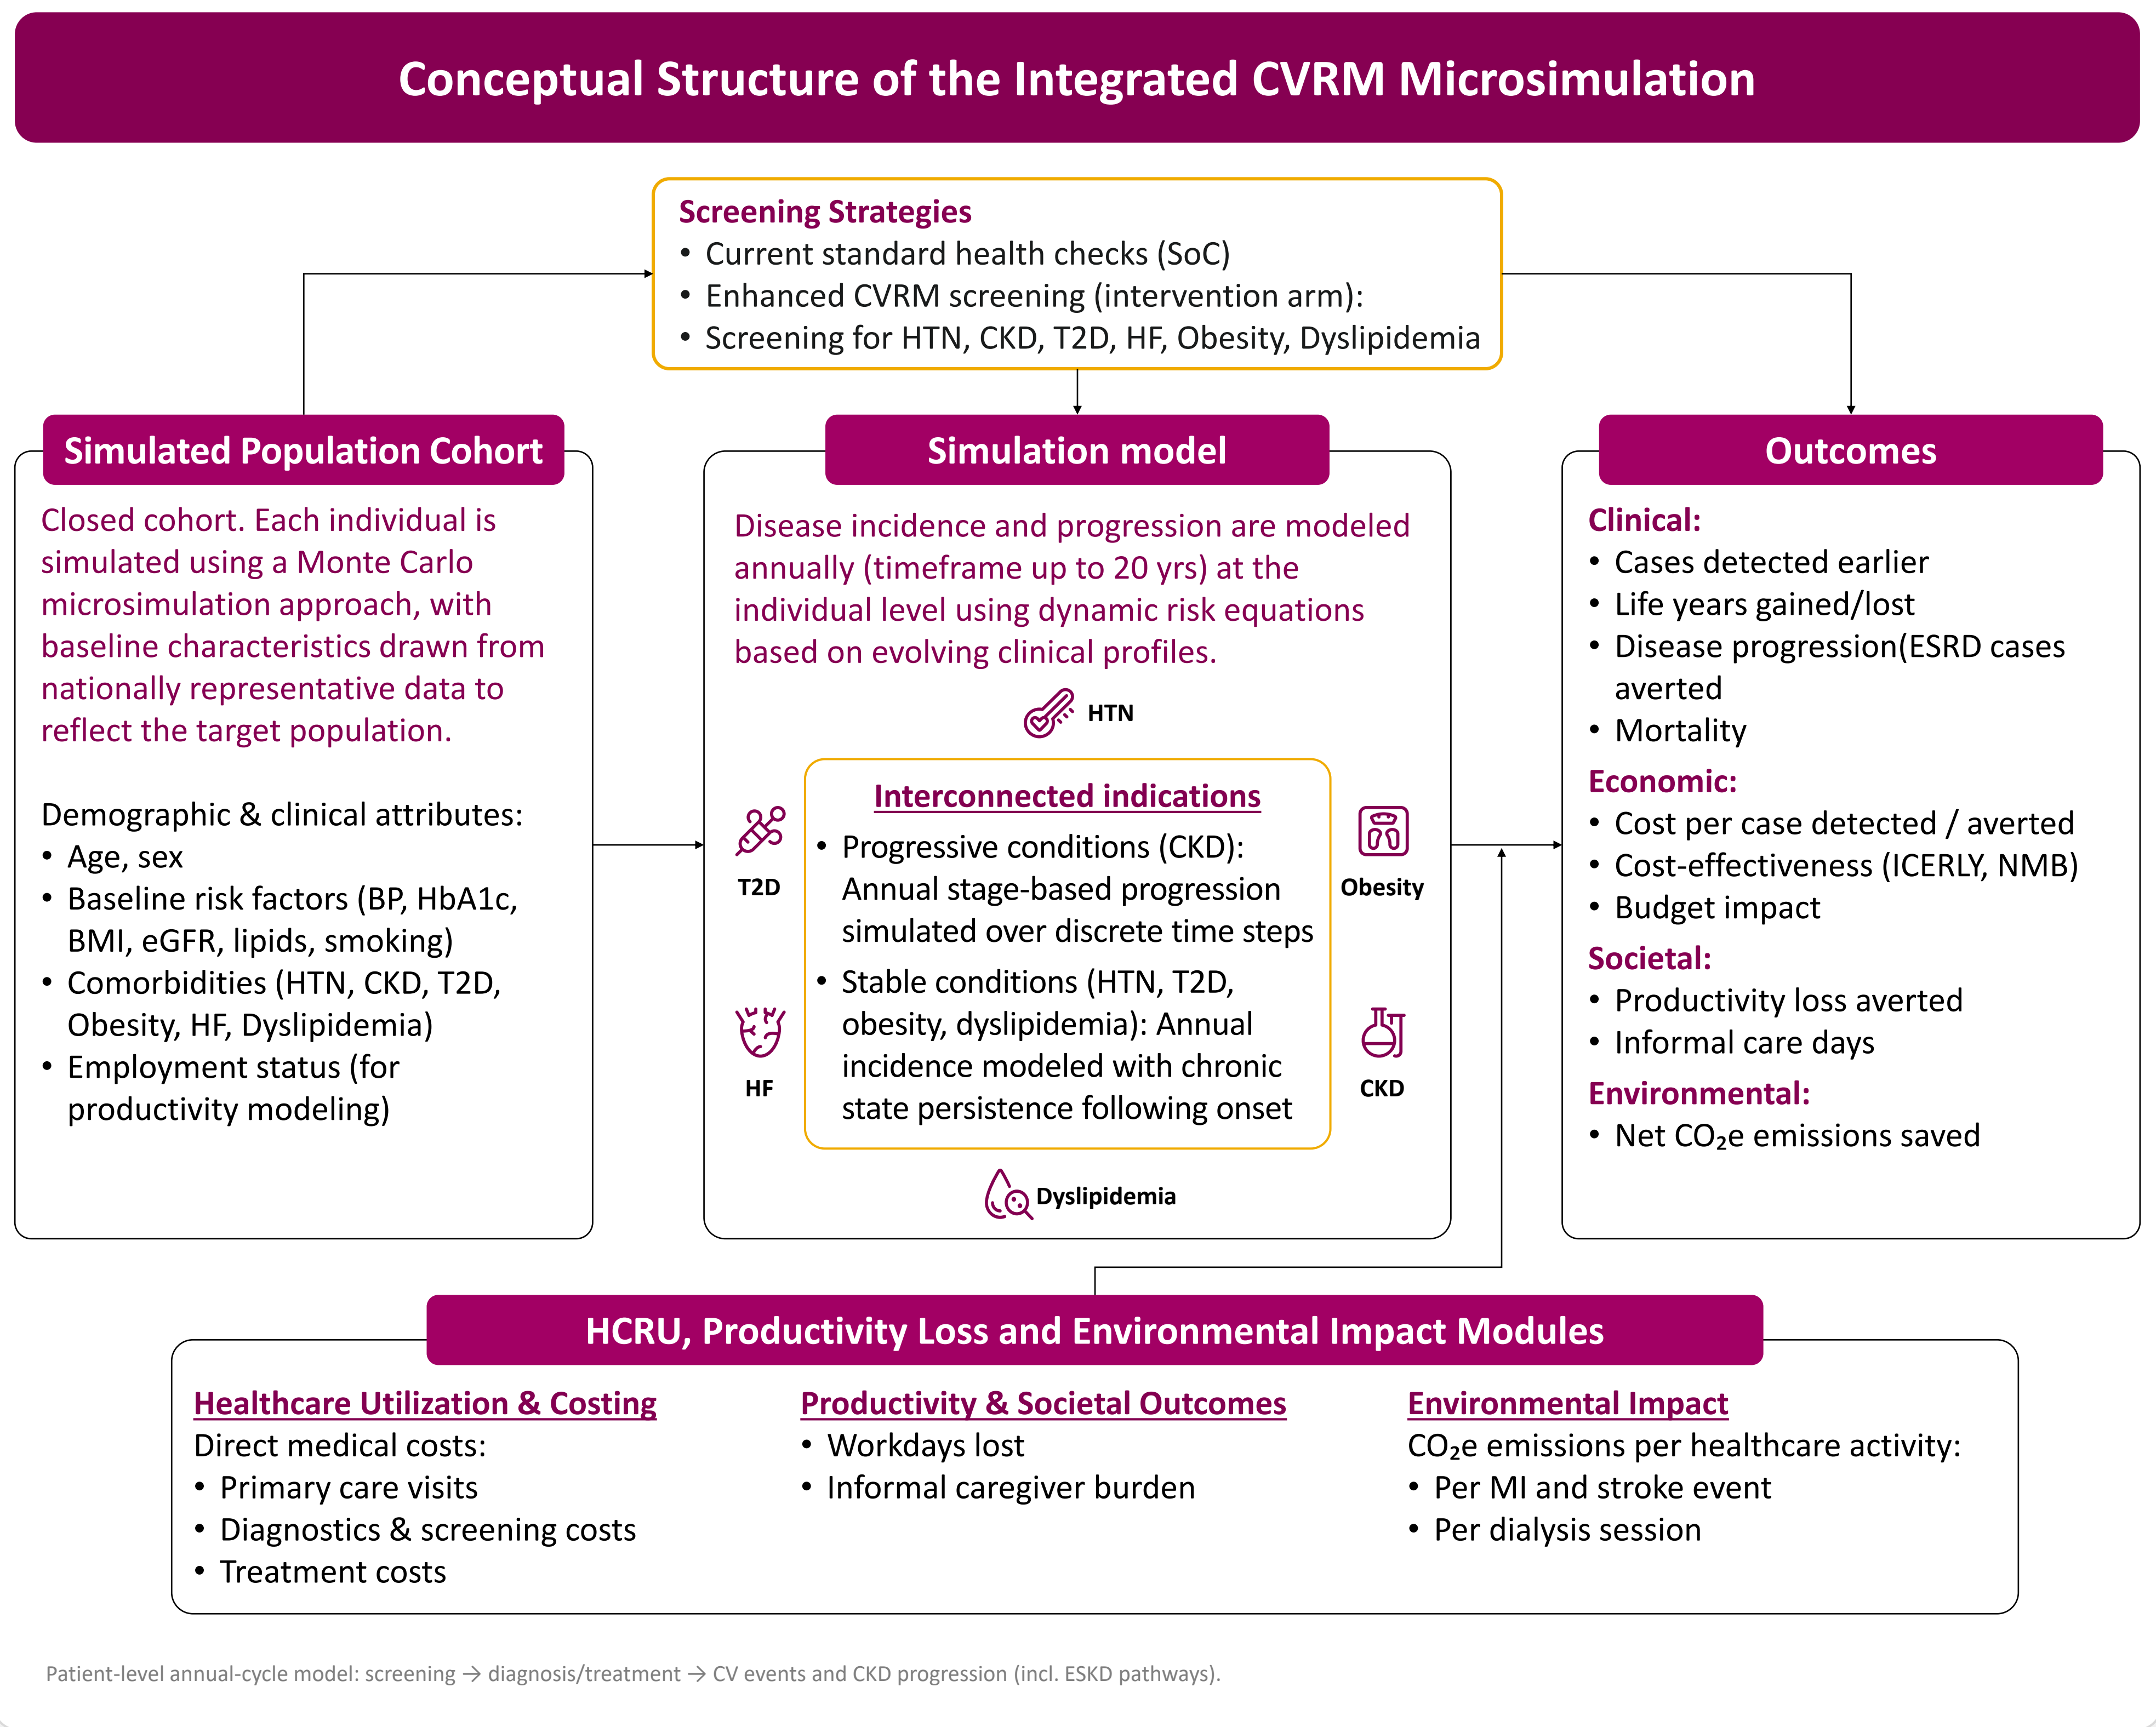 Conceptual Structure of the Integrated CVRM Microsimulation
Screening Strategies
• Current standard health checks (SoC)
• Enhanced CVRM screening (intervention arm):
• Screening for HTN, CKD, T2D, HF, Obesity, Dyslipidemia
Simulated Population Cohort
Closed cohort. Each individual is
simulated using a Monte Carlo
microsimulation approach, with
baseline characteristics drawn from
nationally representative data to
reflect the target population.
Demographic & clinical attributes:
• Age, sex
• Baseline risk factors (BP, HbA1c,
BMI, eGFR, lipids, smoking)
• Comorbidities (HTN, CKD, T2D,
Obesity, HF, Dyslipidemia)
• Employment status (for
productivity modeling)
Simulation model
Disease incidence and progression are modeled
annually (timeframe up to 20 yrs) at the
individual level using dynamic risk equations
based on evolving clinical profiles.
HTN
T2D
HF
Interconnected indications
• Progressive conditions (CKD):
Annual stage-based progression
simulated over discrete time steps
• Stable conditions (HTN, T2D,
obesity, dyslipidemia): Annual
incidence modeled with chronic
state persistence following onset
Obesity
CKD
Dyslipidemia
Outcomes
Clinical:
• Cases detected earlier
• Life years gained/lost
• Disease progression(ESRD cases
averted
• Mortality
Economic:
• Cost per case detected / averted
• Cost-effectiveness (ICERLY, NMB)
• Budget impact
Societal:
• Productivity loss averted
• Informal care days
Environmental:
• Net CO₂e emissions saved
HCRU, Productivity Loss and Environmental Impact Modules
Healthcare Utilization & Costing
Direct medical costs:
• Primary care visits
• Diagnostics & screening costs
• Treatment costs
Productivity & Societal Outcomes
• Workdays lost
• Informal caregiver burden
Environmental Impact
CO₂e emissions per healthcare activity:
• Per MI and stroke event
• Per dialysis session
Patient-level annual-cycle model: screening → diagnosis/treatment → CV events and CKD progression (incl. ESKD pathways).